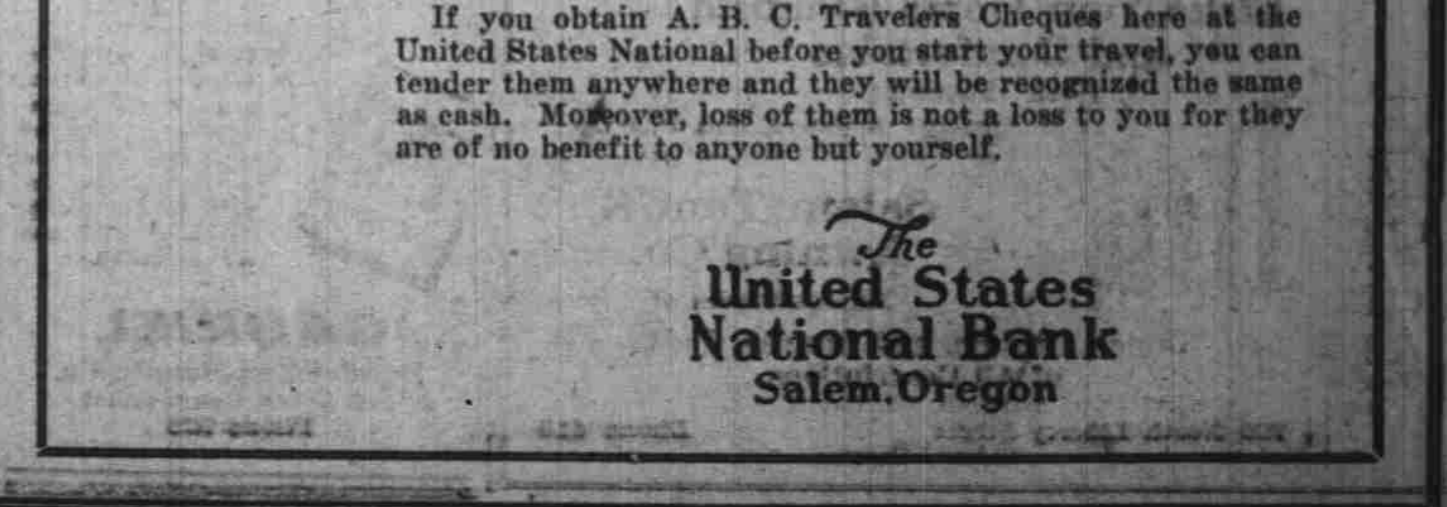 If you obtain A. B. C. Travelers Cheques here at the
United States National before you start your travel, you can
tender them anywhere and they will be recognized the same
as cash. Moreover, loss of them is not a loss to you for they
are of no benefit to anyone but yourself.
The
United States
National Bank
Salem, Oregon